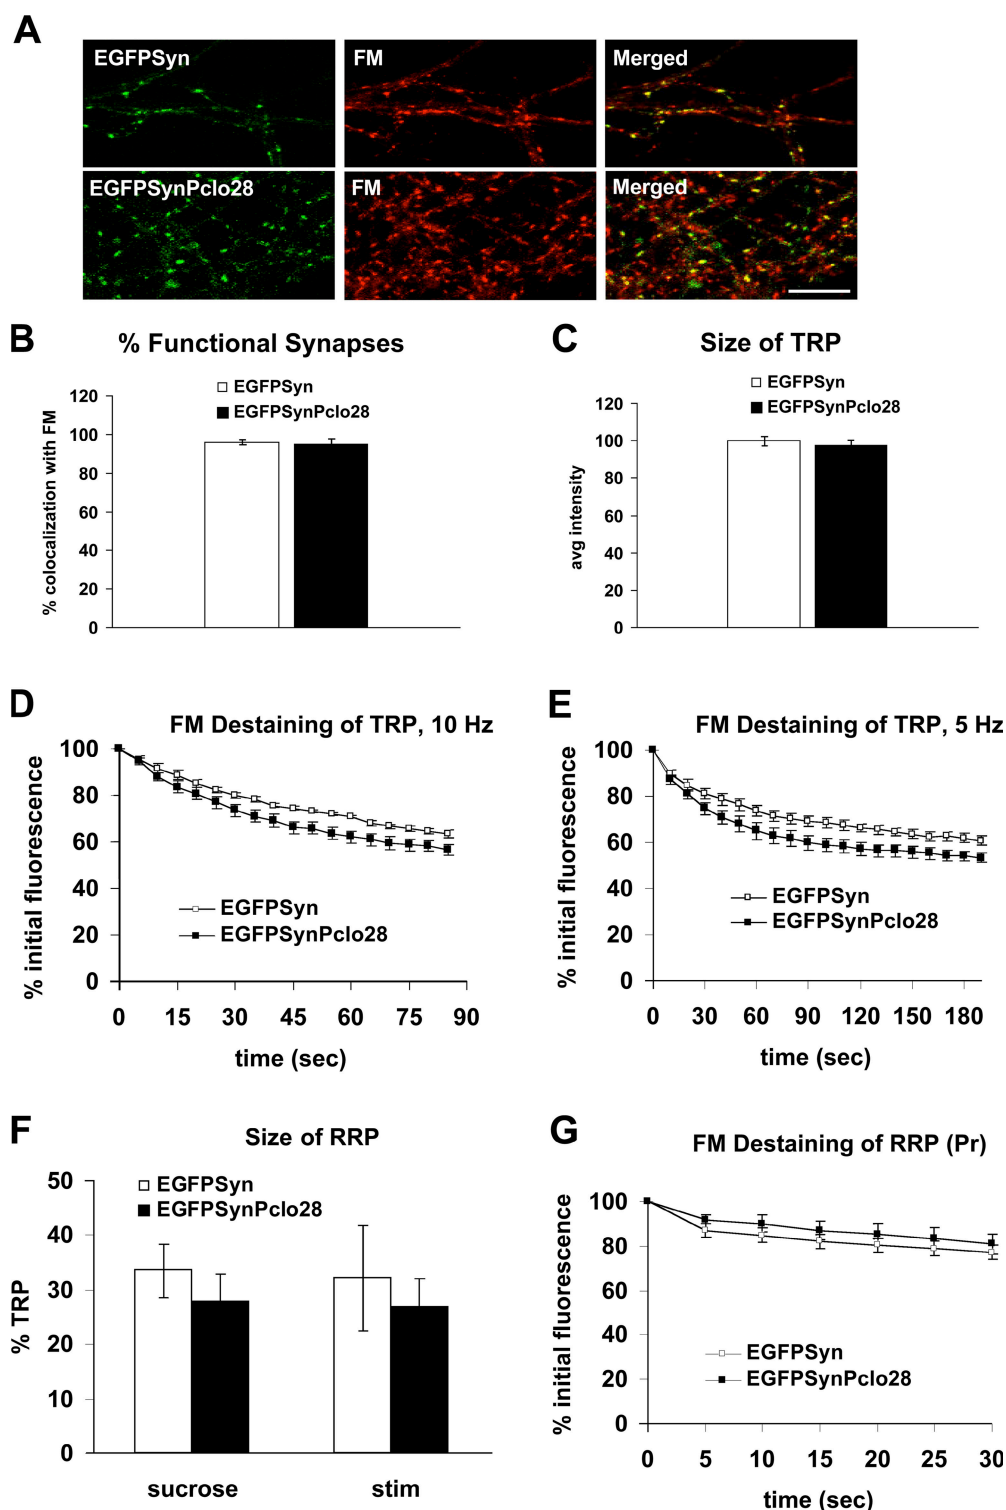 A
EGFPSyn
FM
Merged
EGFPSynPclo28
FM
Merged
B
% Functional Synapses
EGFPSyn
EGFPSynPclo28
% colocalization with FM
120
100
80
60
40
20
0
C
Size of TRP
EGFPSyn
EGFPSynPclo28
avg intensity
120
100
80
60
40
20
0
D
FM Destaining of TRP, 10 Hz
% initial fluorescence
100
80
60
40
20
0
EGFPSyn
EGFPSynPclo28
0 15 30 45 60 75 90
time (sec)
E
FM Destaining of TRP, 5 Hz
% initial fluorescence
100
80
60
40
20
0
EGFPSyn
EGFPSynPclo28
0 30 60 90 120 150 180
time (sec)
F
Size of RRP
EGFPSyn
EGFPSynPclo28
% TRP
50
40
30
20
10
0
sucrose stim
G
FM Destaining of RRP (Pr)
% initial fluorescence
100
80
60
40
20
0
EGFPSyn
EGFPSynPclo28
0 5 10 15 20 25 30
time (sec)